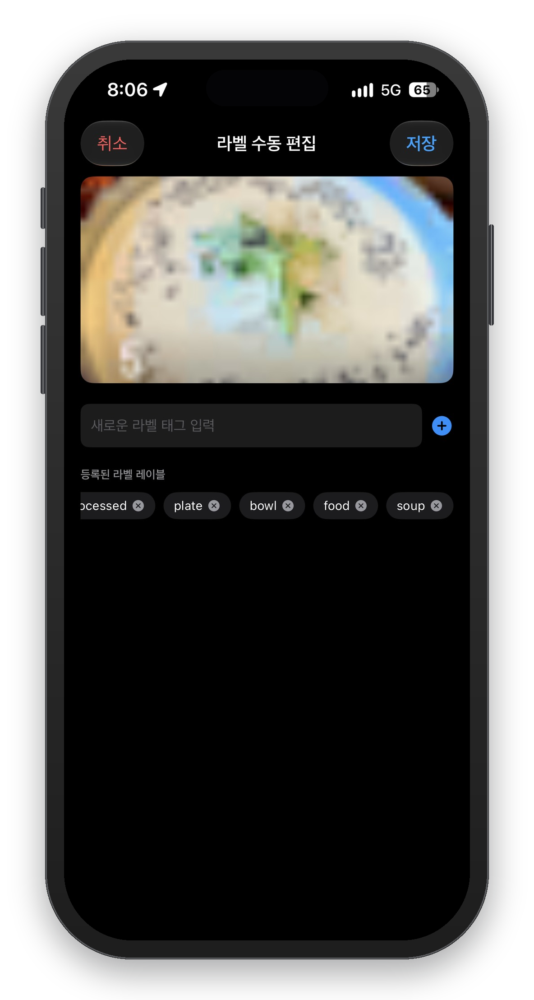 8:06 5G 65
취소 라벨 수동 편집 저장
새로운 라벨 태그 입력
등록된 라벨 레이블
ocessed plate bowl food soup